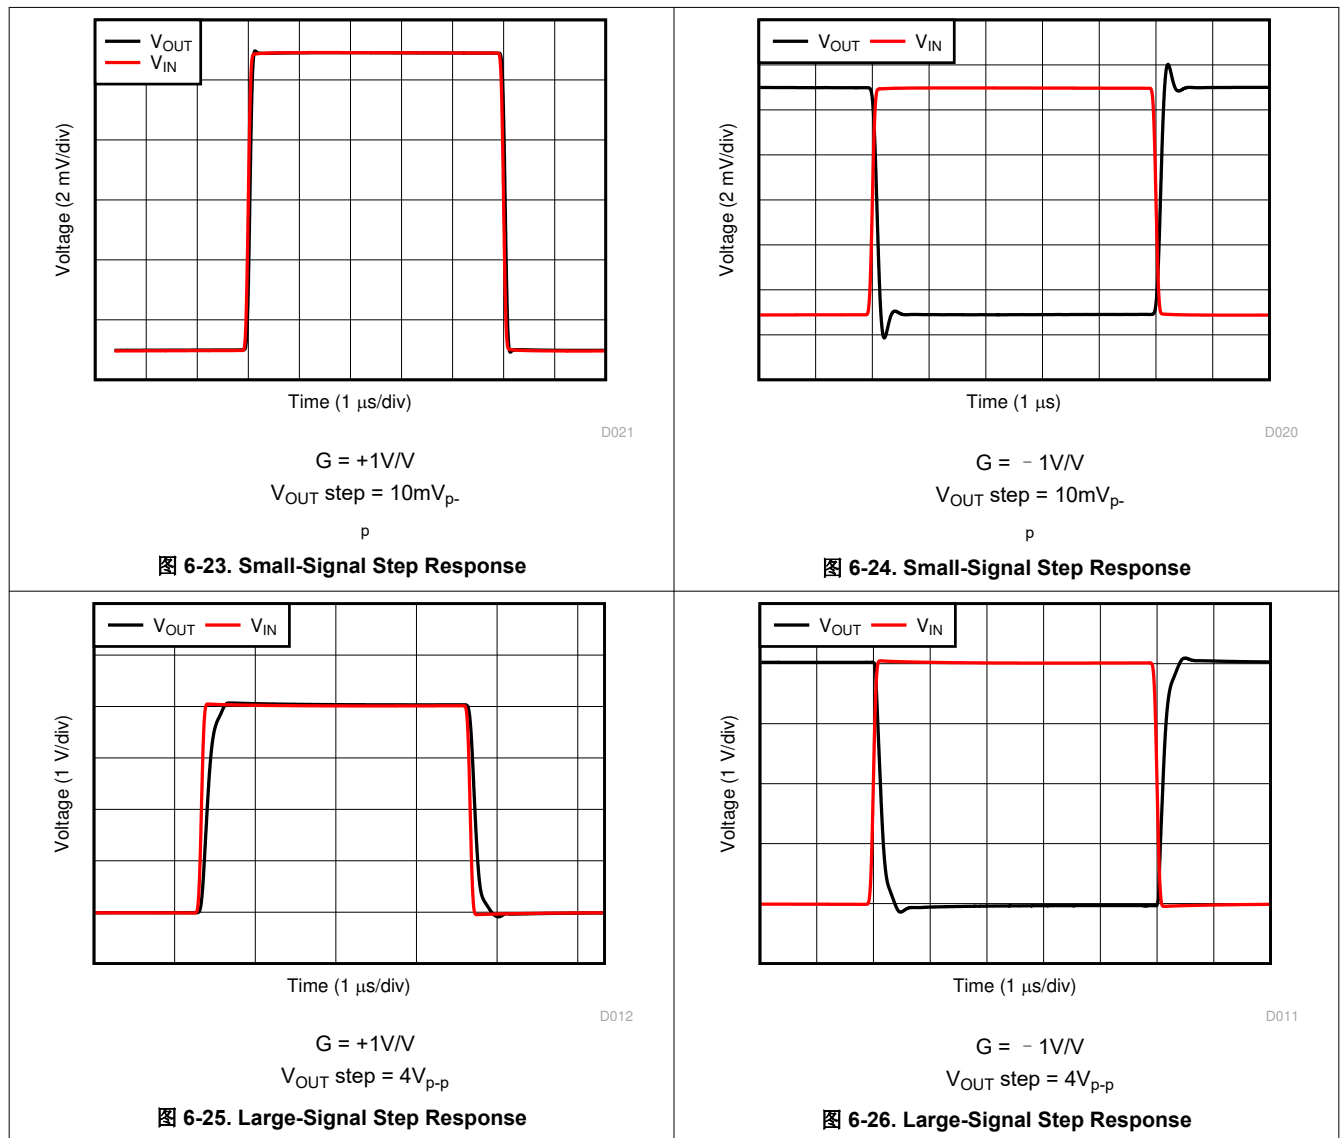 VOUT
VIN
Voltage (2 mV/div)
Time (1 μs/div)
D021
G = +1V/V
VOUT step = 10mVp-
p
图 6-23. Small-Signal Step Response
VOUT VIN
Voltage (2 mV/div)
Time (1 μs)
D020
G = – 1V/V
VOUT step = 10mVp-
p
图 6-24. Small-Signal Step Response
VOUT VIN
Voltage (1 V/div)
Time (1 μs/div)
D012
G = +1V/V
VOUT step = 4Vp-p
图 6-25. Large-Signal Step Response
VOUT VIN
Voltage (1 V/div)
Time (1 μs/div)
D011
G = – 1V/V
VOUT step = 4Vp-p
图 6-26. Large-Signal Step Response